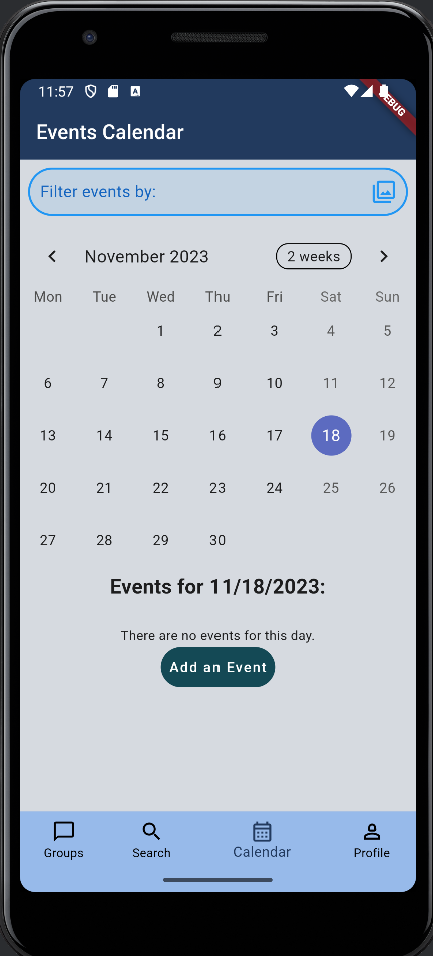 11:57
DEBUG
Events Calendar
Filter events by:
November 2023 2 weeks
Mon Tue Wed Thu Fri Sat Sun
1 2 3 4 5
6 7 8 9 10 11 12
13 14 15 16 17 18 19
20 21 22 23 24 25 26
27 28 29 30
Events for 11/18/2023:
There are no events for this day.
Add an Event
Groups Search Calendar Profile